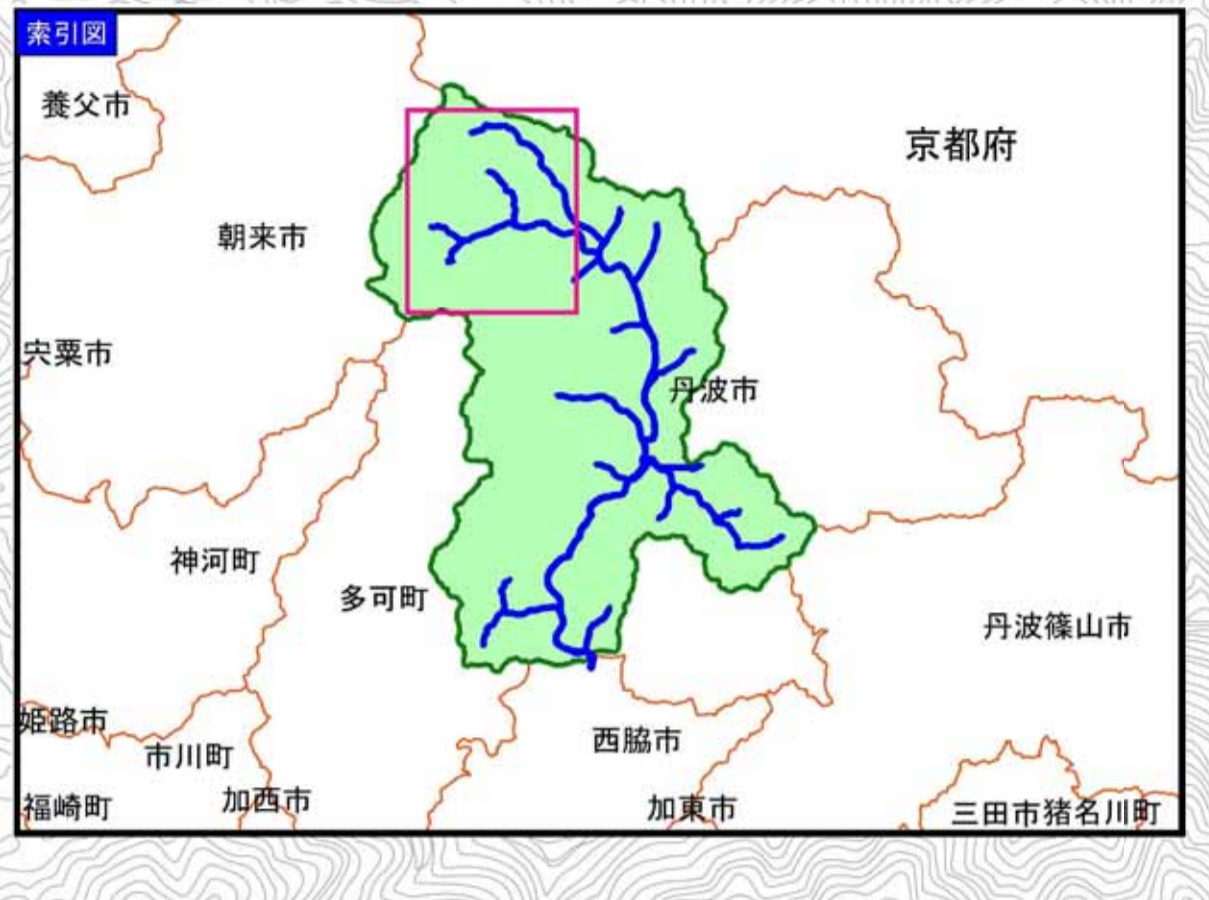 索引図
養父市
京都府
朝来市
宍粟市
丹波市
神河町
多可町
丹波篠山市
姫路市
西脇市
市川町
加西市
福崎町
加東市
三田市猪名川町